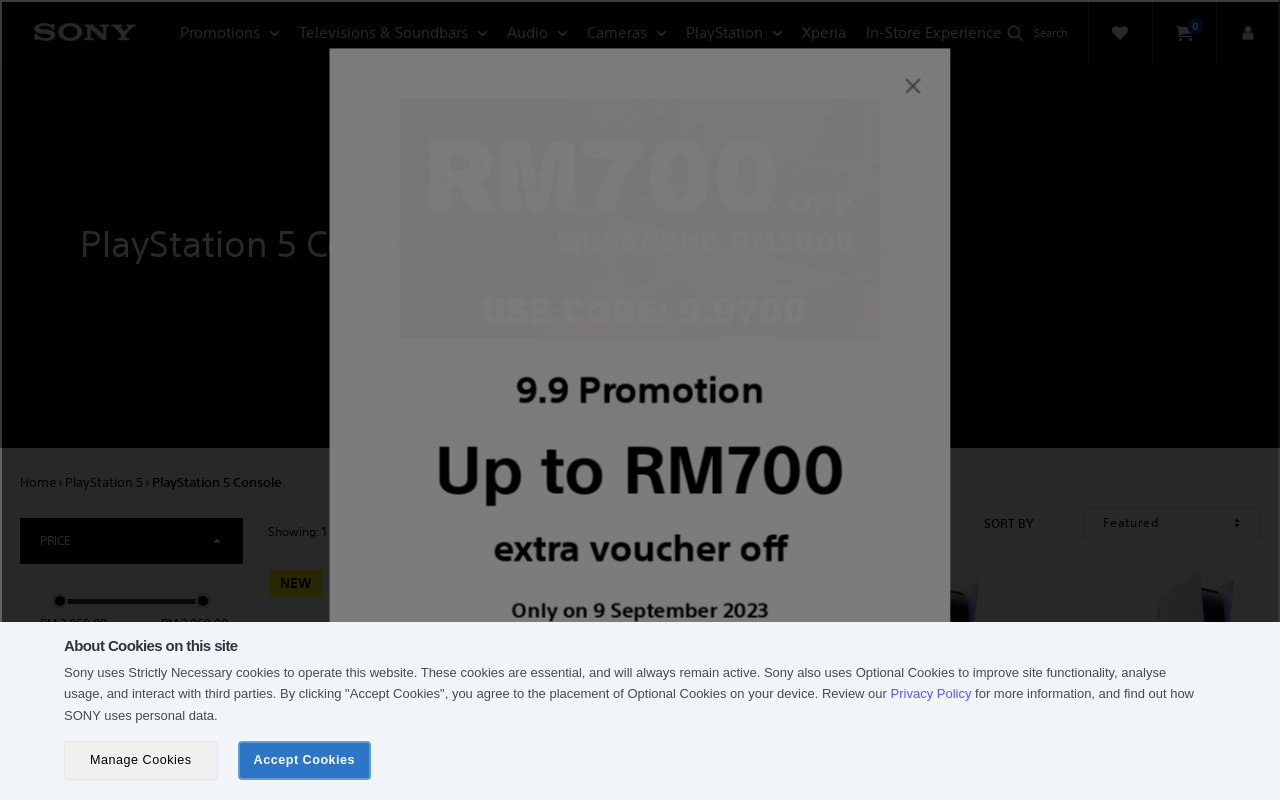 SONY
Promotions
Televisions & Soundbars
Audio
Cameras
PlayStation
Xperia
In-Store Experience
Search
0
PlayStation 5 C
RM700 OFF
MIN SPEND RM3000
USE CODE: 9.9700
9.9 Promotion
Up to RM700
extra voucher off
Only on 9 September 2023
Home › PlayStation 5 › PlayStation 5 Console
PRICE
Showing: 1
SORT BY
Featured
NEW
About Cookies on this site
Sony uses Strictly Necessary cookies to operate this website. These cookies are essential, and will always remain active. Sony also uses Optional Cookies to improve site functionality, analyse
usage, and interact with third parties. By clicking "Accept Cookies", you agree to the placement of Optional Cookies on your device. Review our Privacy Policy for more information, and find out how
SONY uses personal data.
Manage Cookies
Accept Cookies